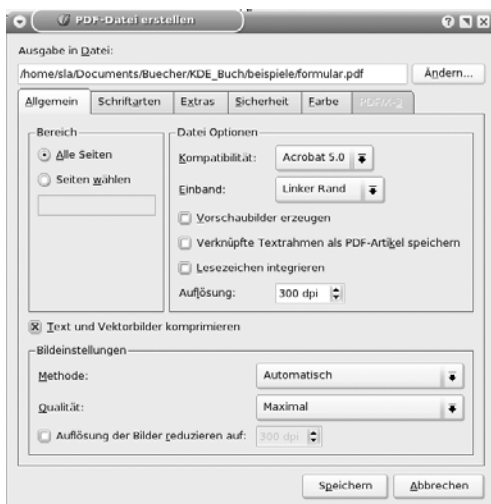 PDF-Datei erstellen
Ausgabe in Datei:
/home/sla/Documents/Buecher/KDE_Buch/beispiele/formular.pdf Ändern...
Allgemein Schriftarten Extras Sicherheit Farbe PDF/X-3
Bereich
Alle Seiten
Seiten wählen
Datei Optionen
Kompatibilität: Acrobat 5.0
Einband: Linker Rand
Vorschaubilder erzeugen
Verknüpfte Textrahmen als PDF-Artikel speichern
Lesezeichen integrieren
Auflösung: 300 dpi
Text und Vektorbilder komprimieren
Bildeinstellungen
Methode: Automatisch
Qualität: Maximal
Auflösung der Bilder reduzieren auf: 300 dpi
Speichern Abbrechen